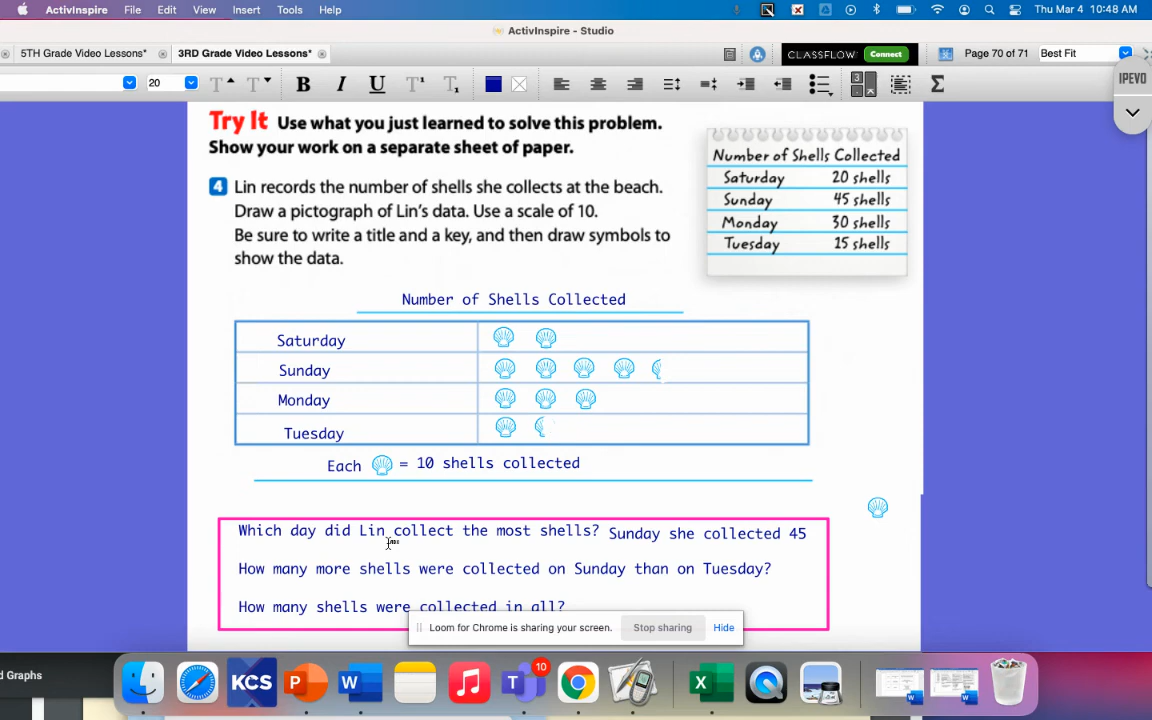 ActivInspire File Edit View Insert Tools Help Thu Mar 4 10:48 AM
ActivInspire - Studio
5TH Grade Video Lessons* 3RD Grade Video Lessons* CLASSFLOW Connect Page 70 of 71 Best Fit
20 B I U IPEVO
Try It Use what you just learned to solve this problem.
Show your work on a separate sheet of paper.
4 Lin records the number of shells she collects at the beach.
Draw a pictograph of Lin's data. Use a scale of 10.
Be sure to write a title and a key, and then draw symbols to
show the data.
Number of Shells Collected
Saturday 20 shells
Sunday 45 shells
Monday 30 shells
Tuesday 15 shells
Number of Shells Collected
Saturday
Sunday
Monday
Tuesday
Each = 10 shells collected
Which day did Lin collect the most shells? Sunday she collected 45
How many more shells were collected on Sunday than on Tuesday?
How many shells were collected in all?
Loom for Chrome is sharing your screen. Stop sharing Hide
d Graphs
KCS
10